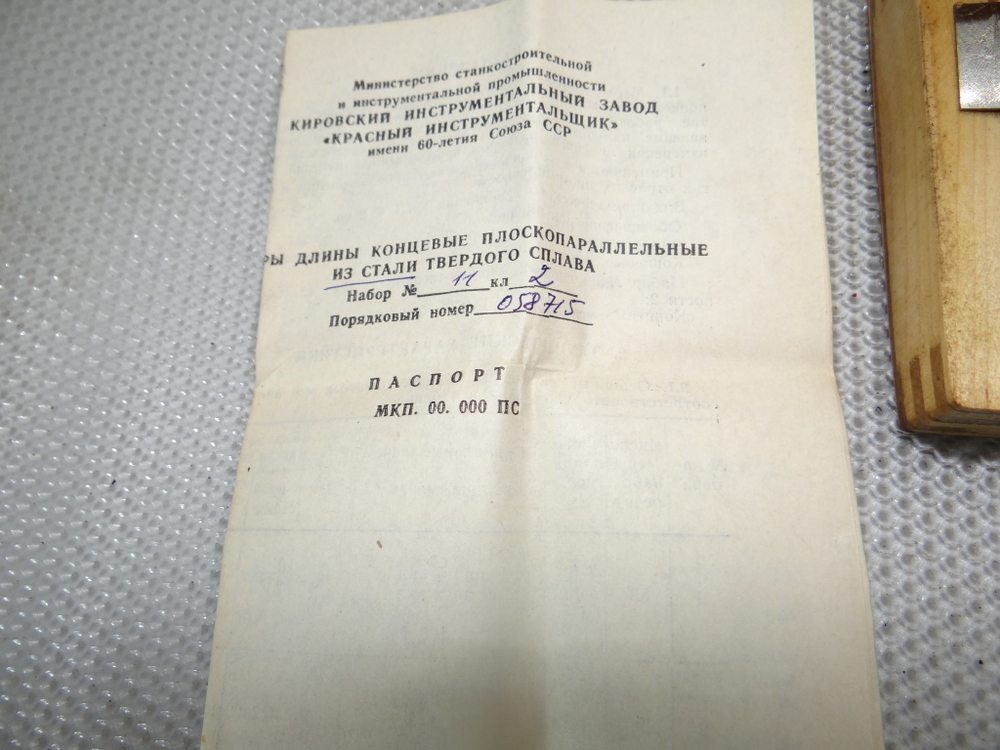 Министерство станкостроительной
и инструментальной промышленности
КИРОВСКИЙ ИНСТРУМЕНТАЛЬНЫЙ ЗАВОД
«КРАСНЫЙ ИНСТРУМЕНТАЛЬЩИК»
имени 60-летия Союза ССР
РЫ ДЛИНЫ КОНЦЕВЫЕ ПЛОСКОПАРАЛЛЕЛЬНЫЕ
ИЗ СТАЛИ ТВЕРДОГО СПЛАВА
Набор № 11 кл 2
Порядковый номер 058715
ПАСПОРТ
МКП. 00. 000 ПС